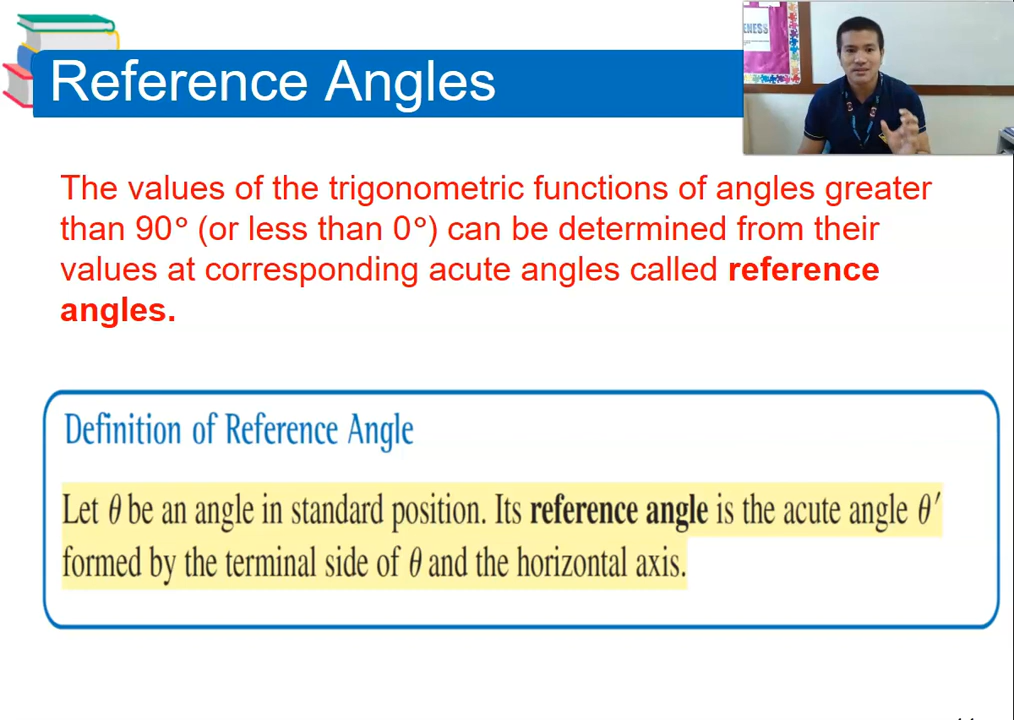 Reference Angles
ENESS
The values of the trigonometric functions of angles greater
than 90° (or less than 0°) can be determined from their
values at corresponding acute angles called reference
angles.
Definition of Reference Angle
Let θ be an angle in standard position. Its reference angle is the acute angle θ′
formed by the terminal side of θ and the horizontal axis.